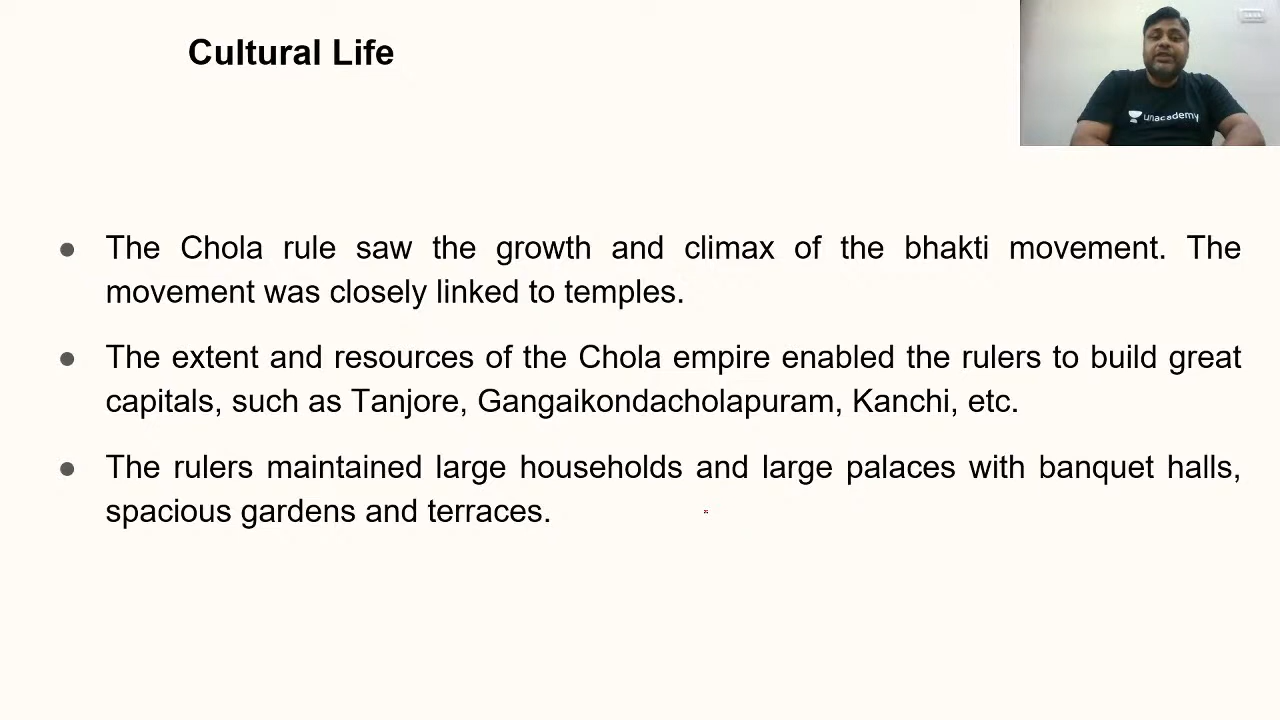 Cultural Life
unacademy
● The Chola rule saw the growth and climax of the bhakti movement. The
movement was closely linked to temples.
● The extent and resources of the Chola empire enabled the rulers to build great
capitals, such as Tanjore, Gangaikondacholapuram, Kanchi, etc.
● The rulers maintained large households and large palaces with banquet halls,
spacious gardens and terraces.